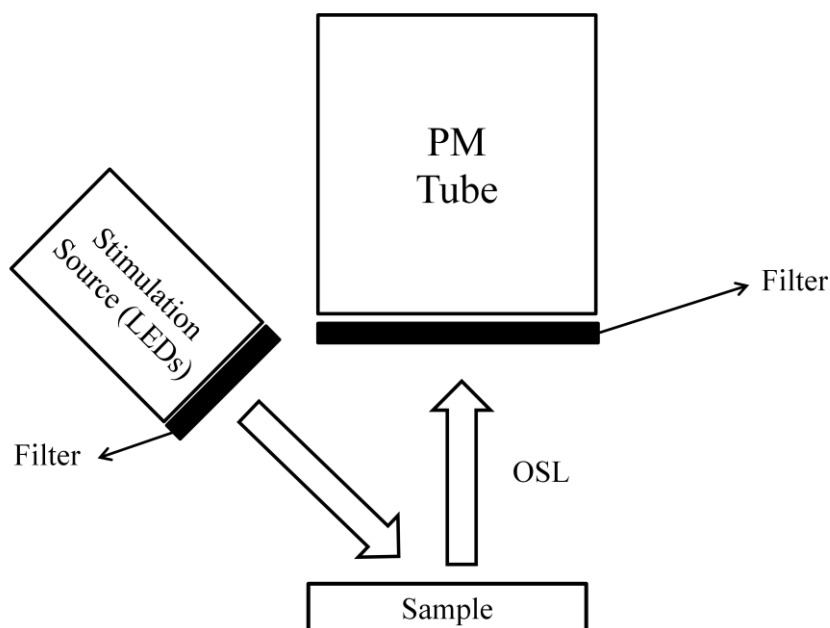 PM
Tube
Stimulation
Source (LEDs)
Filter
Filter
OSL
Sample